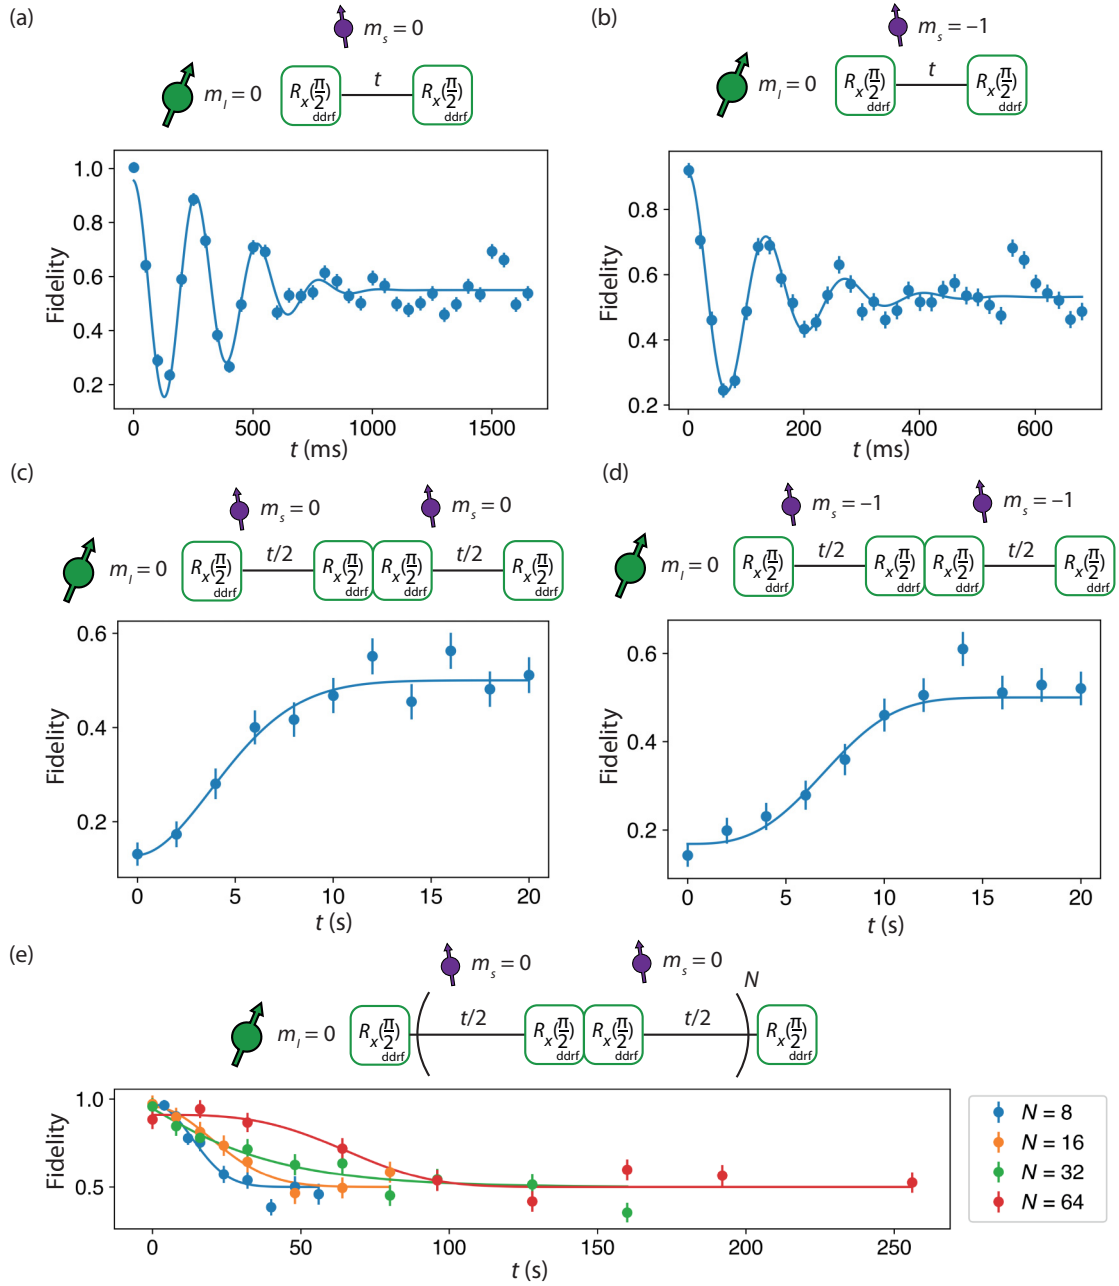 (a)
m_s = 0
m_I = 0
R_x(π/2) ddrf
t
R_x(π/2) ddrf
Fidelity
1.0
0.8
0.6
0.4
0.2
0 500 1000 1500
t (ms)
(b)
m_s = −1
m_I = 0
R_x(π/2) ddrf
t
R_x(π/2) ddrf
Fidelity
0.8
0.6
0.4
0.2
0 200 400 600
t (ms)
(c)
m_s = 0 m_s = 0
m_I = 0
R_x(π/2) ddrf
t/2
R_x(π/2) ddrf
R_x(π/2) ddrf
t/2
R_x(π/2) ddrf
Fidelity
0.6
0.4
0.2
0 5 10 15 20
t (s)
(d)
m_s = −1 m_s = −1
m_I = 0
R_x(π/2) ddrf
t/2
R_x(π/2) ddrf
R_x(π/2) ddrf
t/2
R_x(π/2) ddrf
Fidelity
0.6
0.4
0.2
0 5 10 15 20
t (s)
(e)
m_s = 0 m_s = 0
m_I = 0
R_x(π/2) ddrf
(
t/2
R_x(π/2) ddrf
R_x(π/2) ddrf
t/2
)
N
R_x(π/2) ddrf
Fidelity
1.0
0.5
0 50 100 150 200 250
t (s)
N = 8
N = 16
N = 32
N = 64